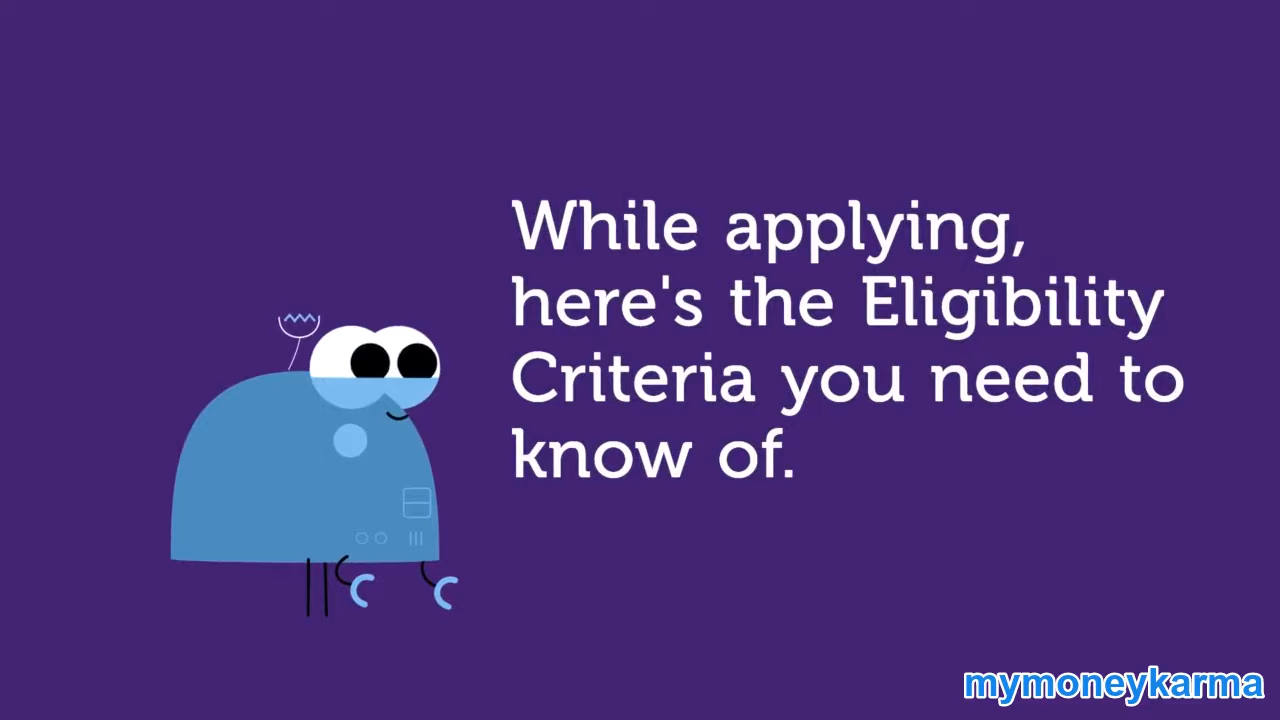 While applying,
here's the Eligibility
Criteria you need to
know of.
mymoneykarma